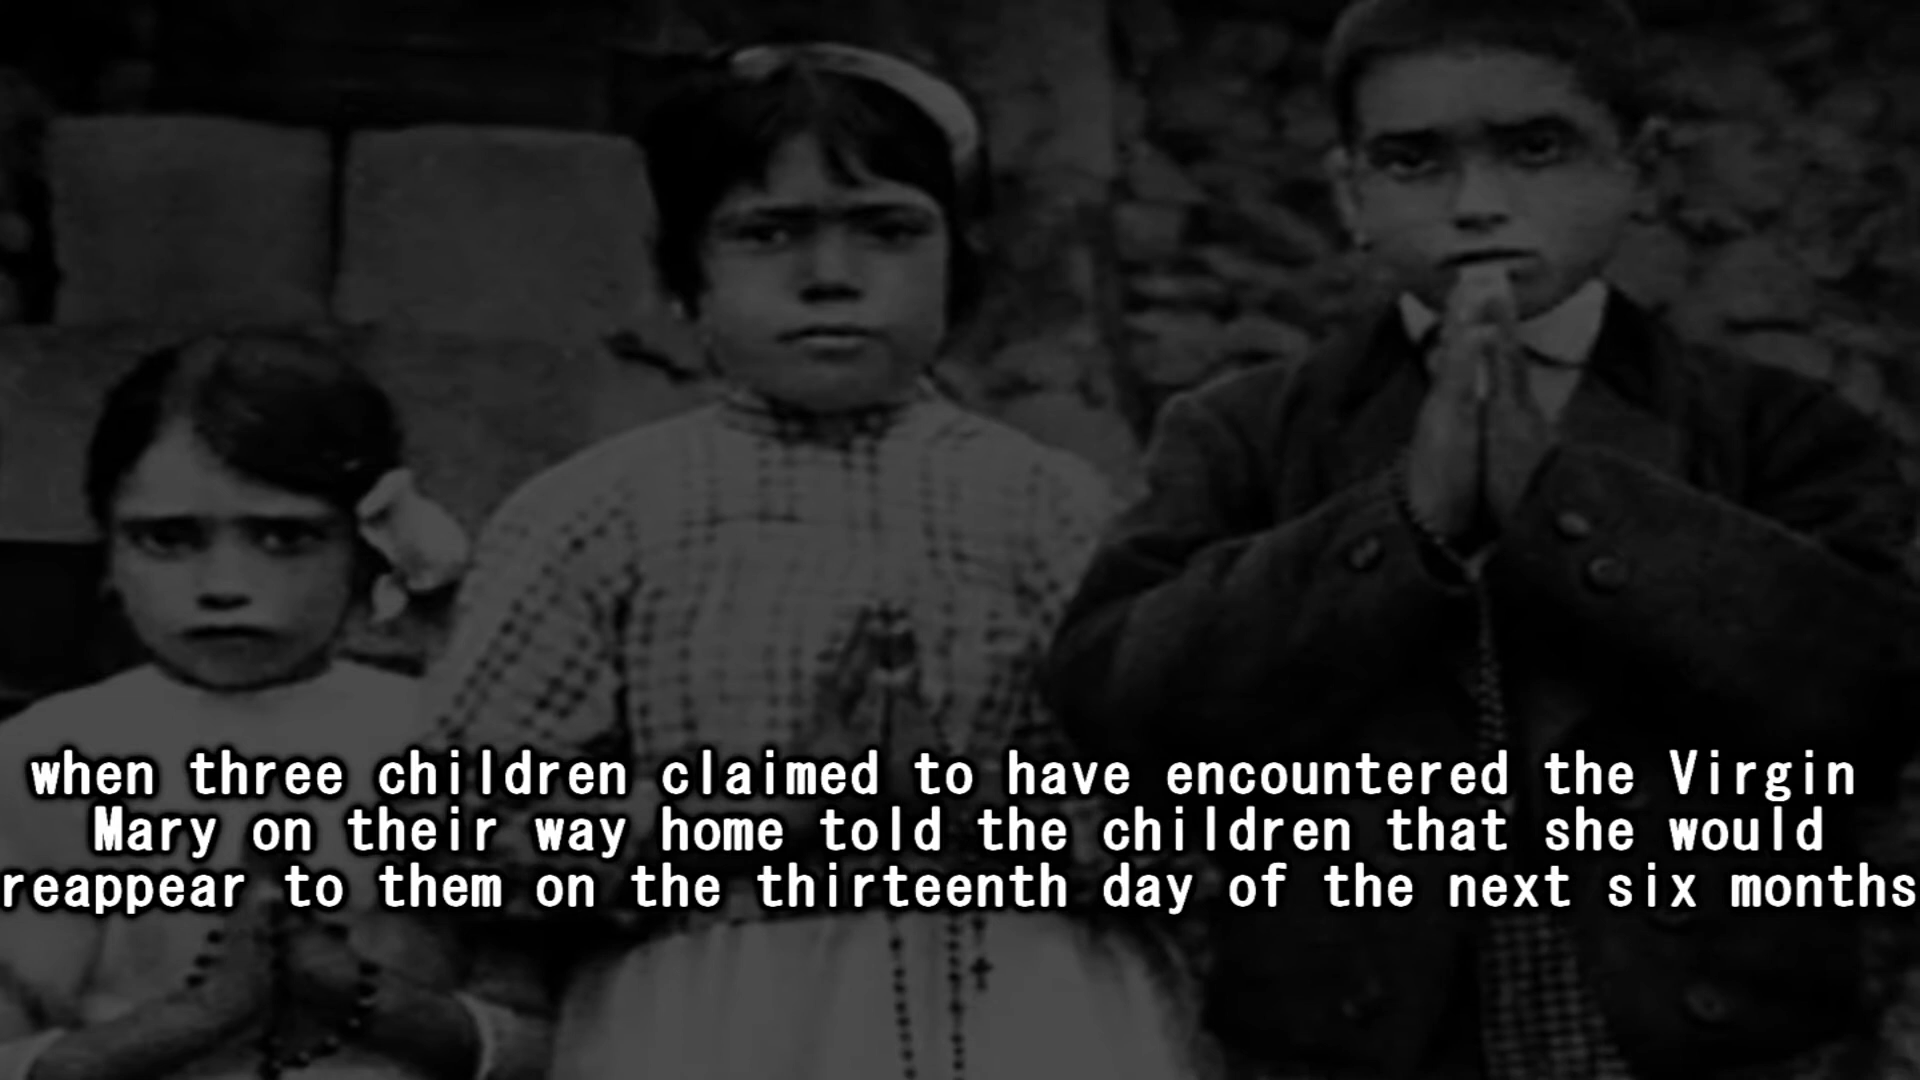 when three children claimed to have encountered the Virgin
Mary on their way home told the children that she would
reappear to them on the thirteenth day of the next six months